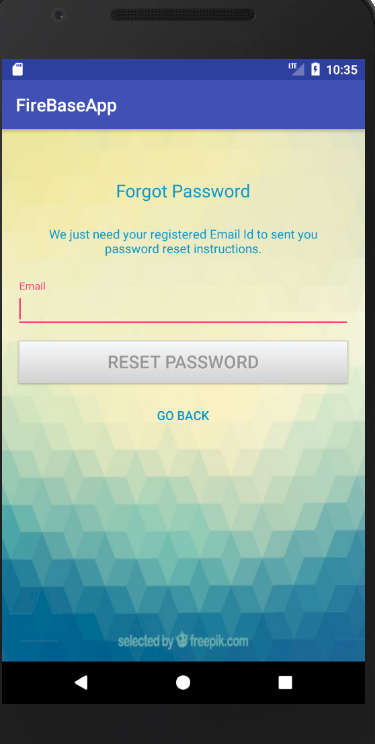 LTE 10:35
FireBaseApp
Forgot Password
We just need your registered Email Id to sent you
password reset instructions.
Email
RESET PASSWORD
GO BACK
selected by freepik.com